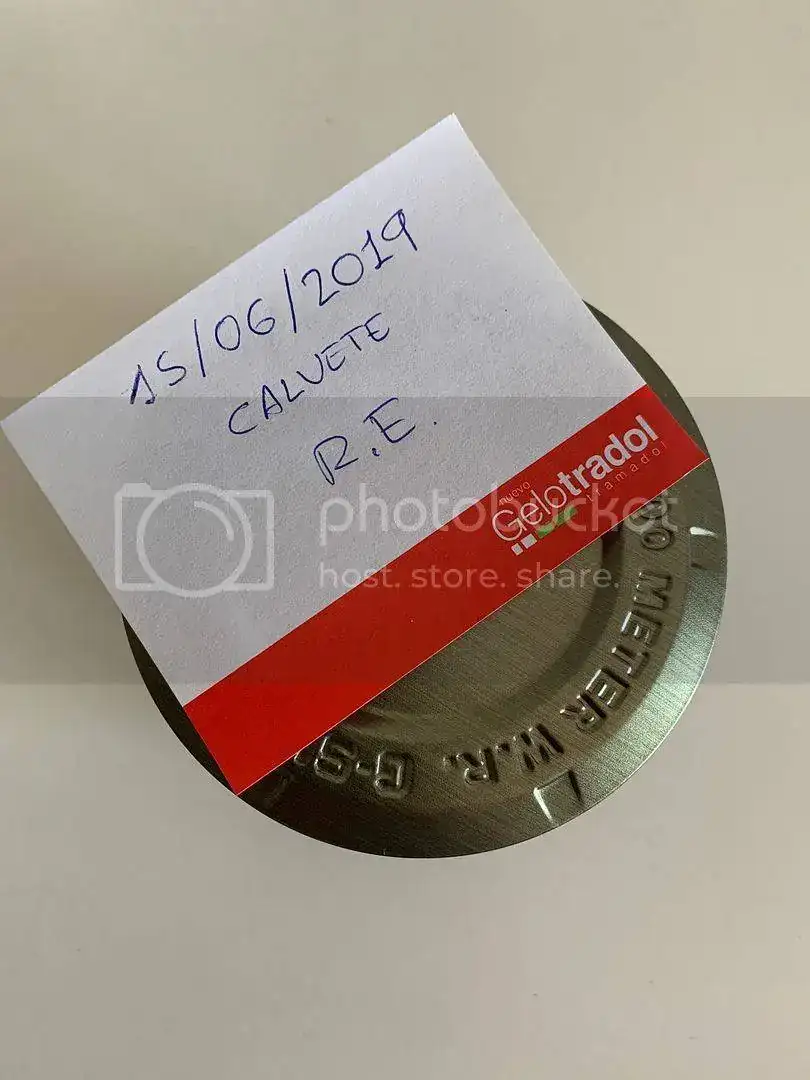 15/06/2019
CALVETE
R.E.
nuevo
Gelotradol
tramadol
photobucket
host. store. share.
METER W.R. G-S